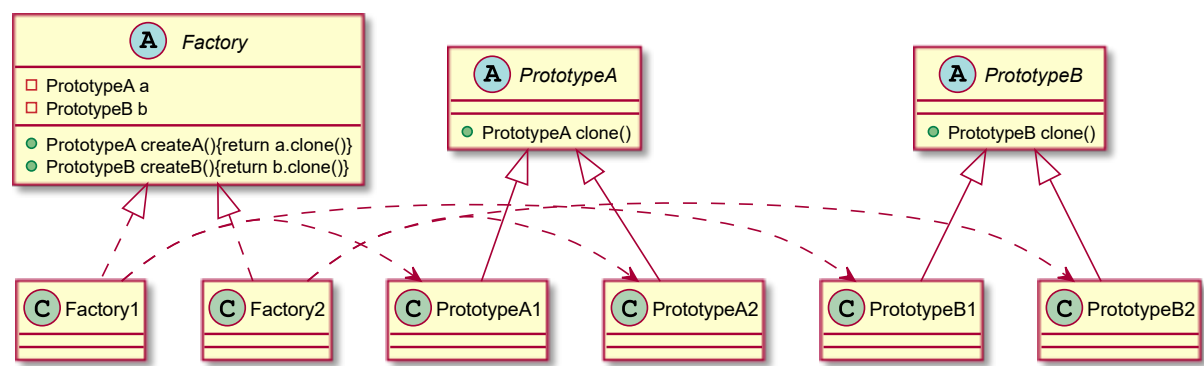 A Factory
PrototypeA a
PrototypeB b
PrototypeA createA(){return a.clone()}
PrototypeB createB(){return b.clone()}
A PrototypeA
PrototypeA clone()
A PrototypeB
PrototypeB clone()
C Factory1
C Factory2
C PrototypeA1
C PrototypeA2
C PrototypeB1
C PrototypeB2